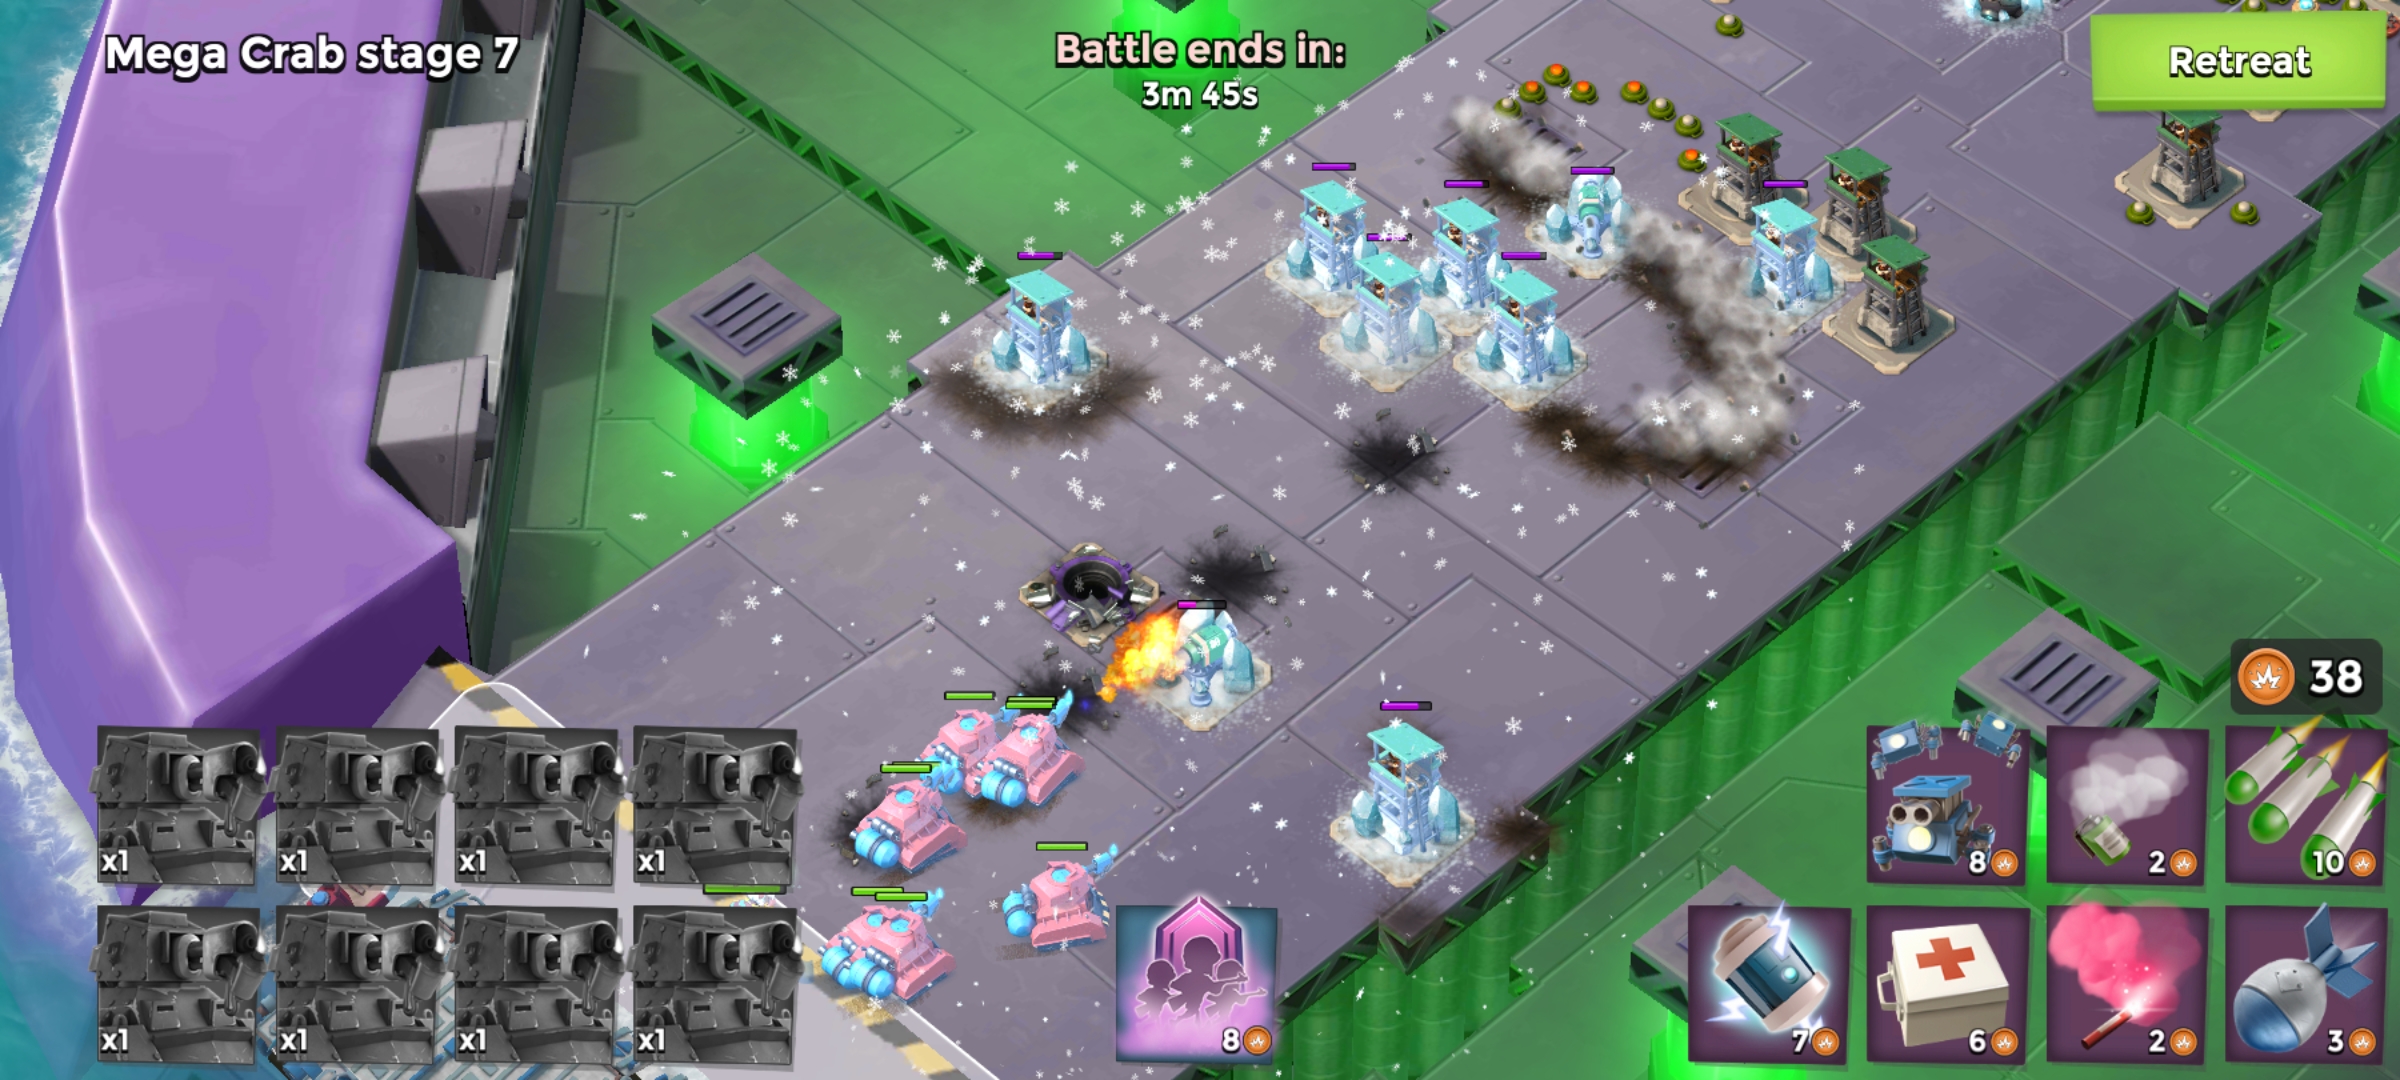 Mega Crab stage 7
Battle ends in:
3m 45s
Retreat
38
x1
x1
x1
x1
8
2
10
x1
x1
x1
x1
8
7
6
2
3